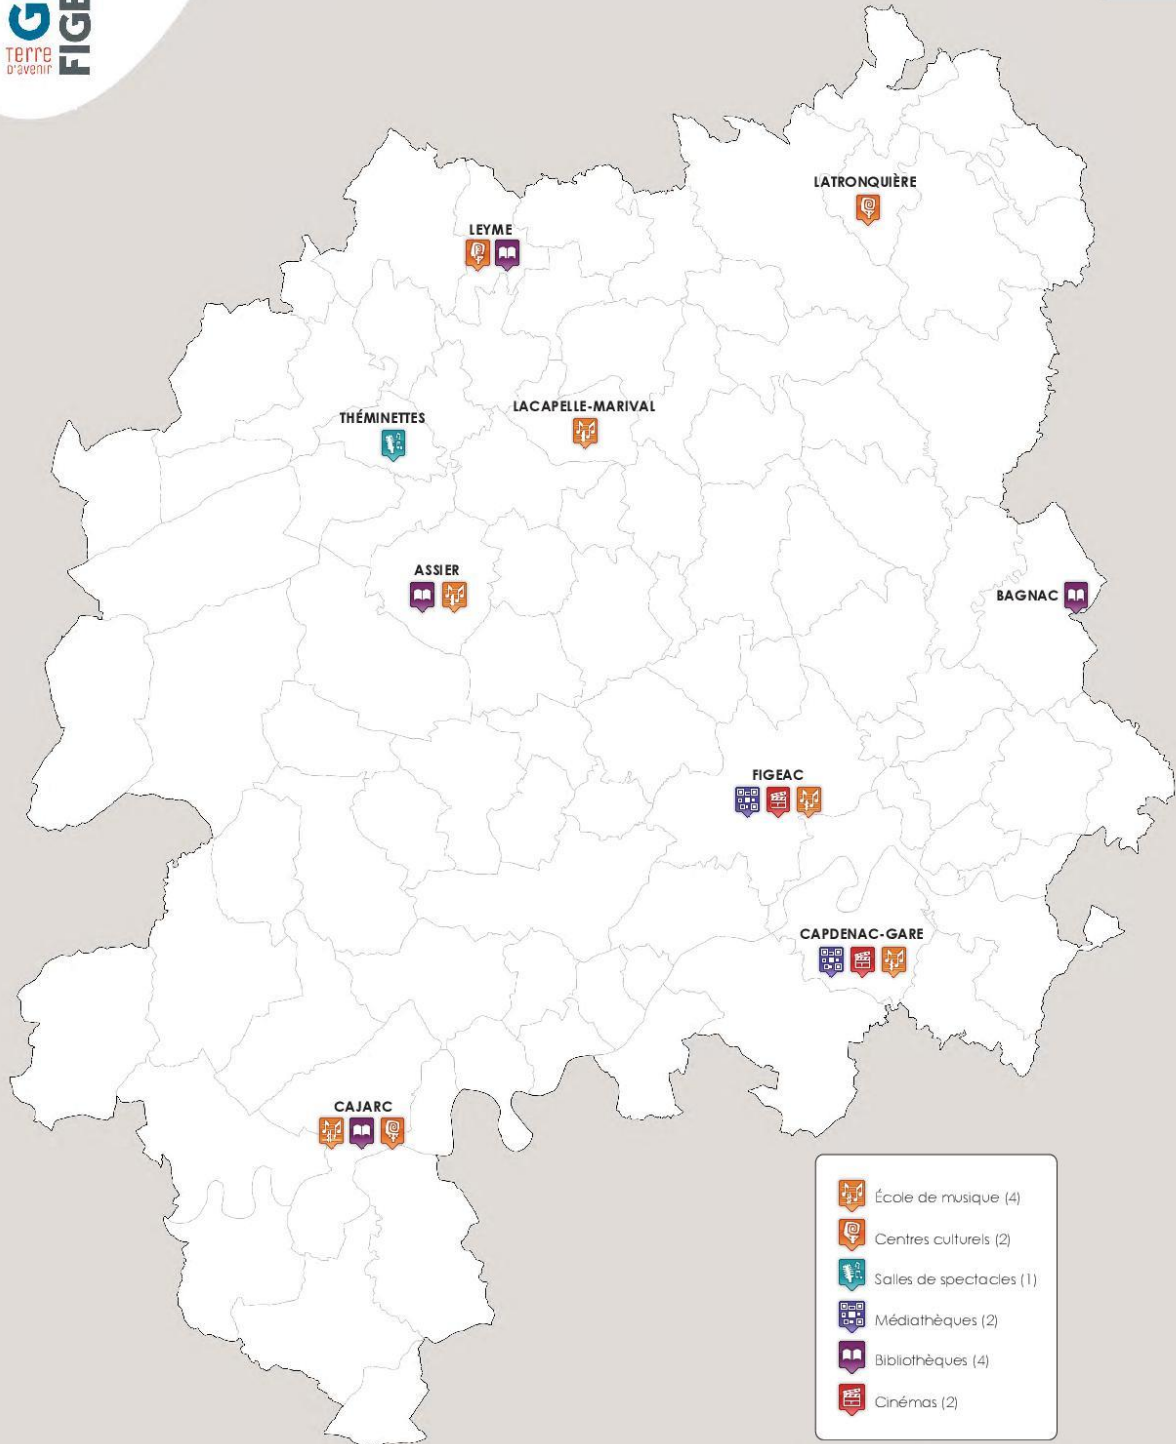 G
Terre
D'avenir
LATRONQUIÈRE
LEYME
LACAPELLE-MARIVAL
THÉMINETTES
ASSIER
BAGNAC
FIGEAC
CAPDENAC-GARE
CAJARC
École de musique (4)
Centres culturels (2)
Salles de spectacles (1)
Médiathèques (2)
Bibliothèques (4)
Cinémas (2)